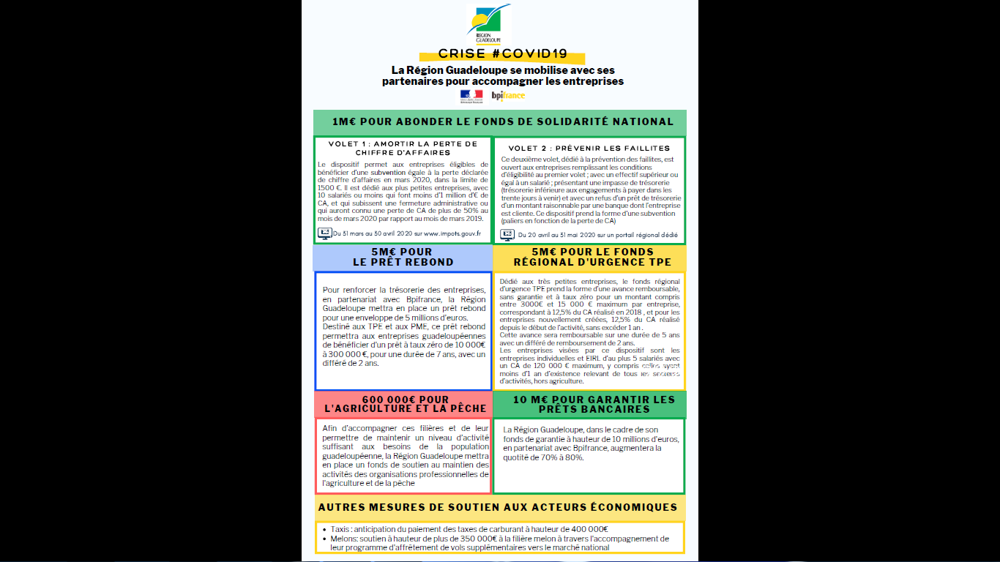 REGION
GUADELOUPE
CRISE #COVID19
La Région Guadeloupe se mobilise avec ses
partenaires pour accompagner les entreprises
bpifrance
1M€ POUR ABONDER LE FONDS DE SOLIDARITÉ NATIONAL
VOLET 1 : AMORTIR LA PERTE DE
CHIFFRE D'AFFAIRES
Le dispositif permet aux entreprises éligibles de
bénéficier d'une subvention égale à la perte déclarée
de chiffre d'affaires en mars 2020, dans la limite de
1500 €. Il est dédié aux plus petites entreprises, avec
10 salariés ou moins qui font moins d'1 million d'€ de
CA, et qui subissent une fermeture administrative ou
qui auront connu une perte de CA de plus de 50% au
mois de mars 2020 par rapport au mois de mars 2019.
Du 31 mars au 30 avril 2020 sur www.impots.gouv.fr
VOLET 2 : PRÉVENIR LES FAILLITES
Ce deuxième volet, dédié à la prévention des faillites, est
ouvert aux entreprises remplissant les conditions
d'éligibilité au premier volet ; avec un effectif supérieur ou
égal à un salarié ; présentant une impasse de trésorerie
(trésorerie inférieure aux engagements à payer dans les
trente jours à venir) et avec un refus d'un prêt de trésorerie
d'un montant raisonnable par une banque dont l'entreprise
est cliente. Ce dispositif prend la forme d'une subvention
(paliers en fonction de la perte de CA)
Du 20 avril au 31 mai 2020 sur un portail régional dédié
5M€ POUR
LE PRÊT REBOND
Pour renforcer la trésorerie des entreprises,
en partenariat avec Bpifrance, la Région
Guadeloupe mettra en place un prêt rebond
pour une enveloppe de 5 millions d'euros.
Destiné aux TPE et aux PME, ce prêt rebond
permettra aux entreprises guadeloupéennes
de bénéficier d'un prêt à taux zéro de 10 000€
à 300 000 €, pour une durée de 7 ans, avec un
différé de 2 ans.
5M€ POUR LE FONDS
RÉGIONAL D'URGENCE TPE
Dédié aux très petites entreprises, le fonds régional
d'urgence TPE prend la forme d'une avance remboursable,
sans garantie et à taux zéro pour un montant compris
entre 3000€ et 15 000 € maximum par entreprise,
correspondant à 12,5% du CA réalisé en 2018 , et pour les
entreprises nouvellement créées, 12,5% du CA réalisé
depuis le début de l'activité, sans excéder 1 an .
Cette avance sera remboursable sur une durée de 5 ans
avec un différé de remboursement de 2 ans.
Les entreprises visées par ce dispositif sont les
entreprises individuelles et EIRL d'au plus 5 salariés avec
un CA de 120 000 € maximum, y compris celles ayant
moins d'1 an d'existence relevant de tous les secteurs
d'activités, hors agriculture.
600 000€ POUR
L'AGRICULTURE ET LA PÊCHE
Afin d'accompagner ces filières et de leur
permettre de maintenir un niveau d'activité
suffisant aux besoins de la population
guadeloupéenne, la Région Guadeloupe mettra
en place un fonds de soutien au maintien des
activités des organisations professionnelles de
l'agriculture et de la pêche
10 M€ POUR GARANTIR LES
PRÊTS BANCAIRES
La Région Guadeloupe, dans le cadre de son
fonds de garantie à hauteur de 10 millions d'euros,
en partenariat avec Bpifrance, augmentera la
quotité de 70% à 80%.
AUTRES MESURES DE SOUTIEN AUX ACTEURS ÉCONOMIQUES
• Taxis : anticipation du paiement des taxes de carburant à hauteur de 400 000€
• Melons: soutien à hauteur de plus de 350 000€ à la filière melon à travers l'accompagnement de
leur programme d'affrètement de vols supplémentaires vers le marché national